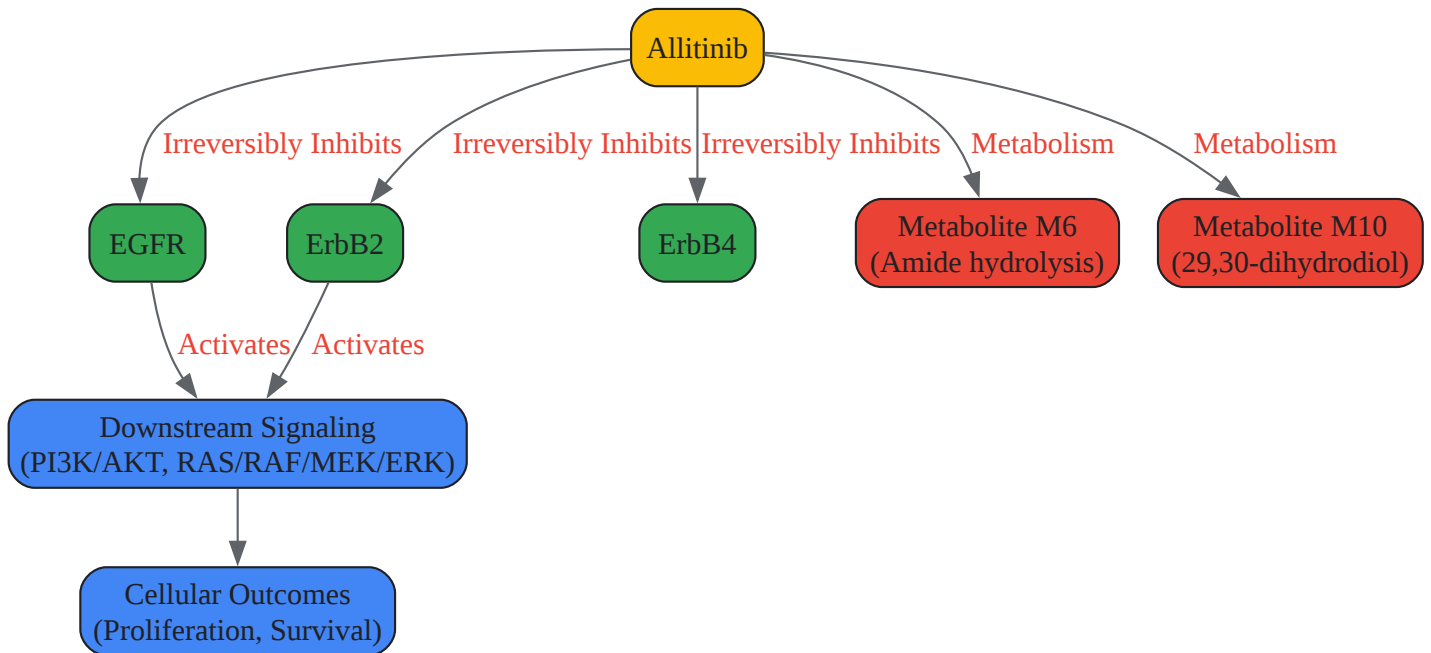 Allitinib
Irreversibly Inhibits
Irreversibly Inhibits
Irreversibly Inhibits
Metabolism
Metabolism
EGFR
ErbB2
ErbB4
Metabolite M6
(Amide hydrolysis)
Metabolite M10
(29,30-dihydrodiol)
Activates
Activates
Downstream Signaling
(PI3K/AKT, RAS/RAF/MEK/ERK)
Cellular Outcomes
(Proliferation, Survival)